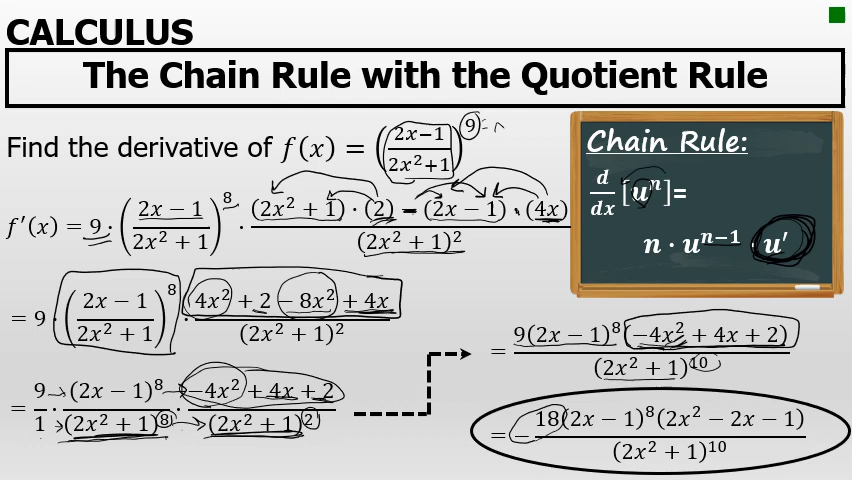 CALCULUS
The Chain Rule with the Quotient Rule
Find the derivative of f(x) = ((2x−1)/(2x²+1))⁹ = n
Chain Rule:
d/dx [uⁿ]=
n · uⁿ⁻¹ · u′
f′(x) = 9 · ((2x − 1)/(2x² + 1))⁸ · ((2x² + 1) · (2) − (2x − 1) · (4x))/(2x² + 1)²
= 9 · ((2x − 1)/(2x² + 1))⁸ · (4x² + 2 − 8x² + 4x)/(2x² + 1)²
= 9/1 · (2x − 1)⁸/(2x² + 1)⁸ · (−4x² + 4x + 2)/(2x² + 1)²
= 9(2x − 1)⁸(−4x² + 4x + 2)/(2x² + 1)¹⁰
= − 18(2x − 1)⁸(2x² − 2x − 1)/(2x² + 1)¹⁰